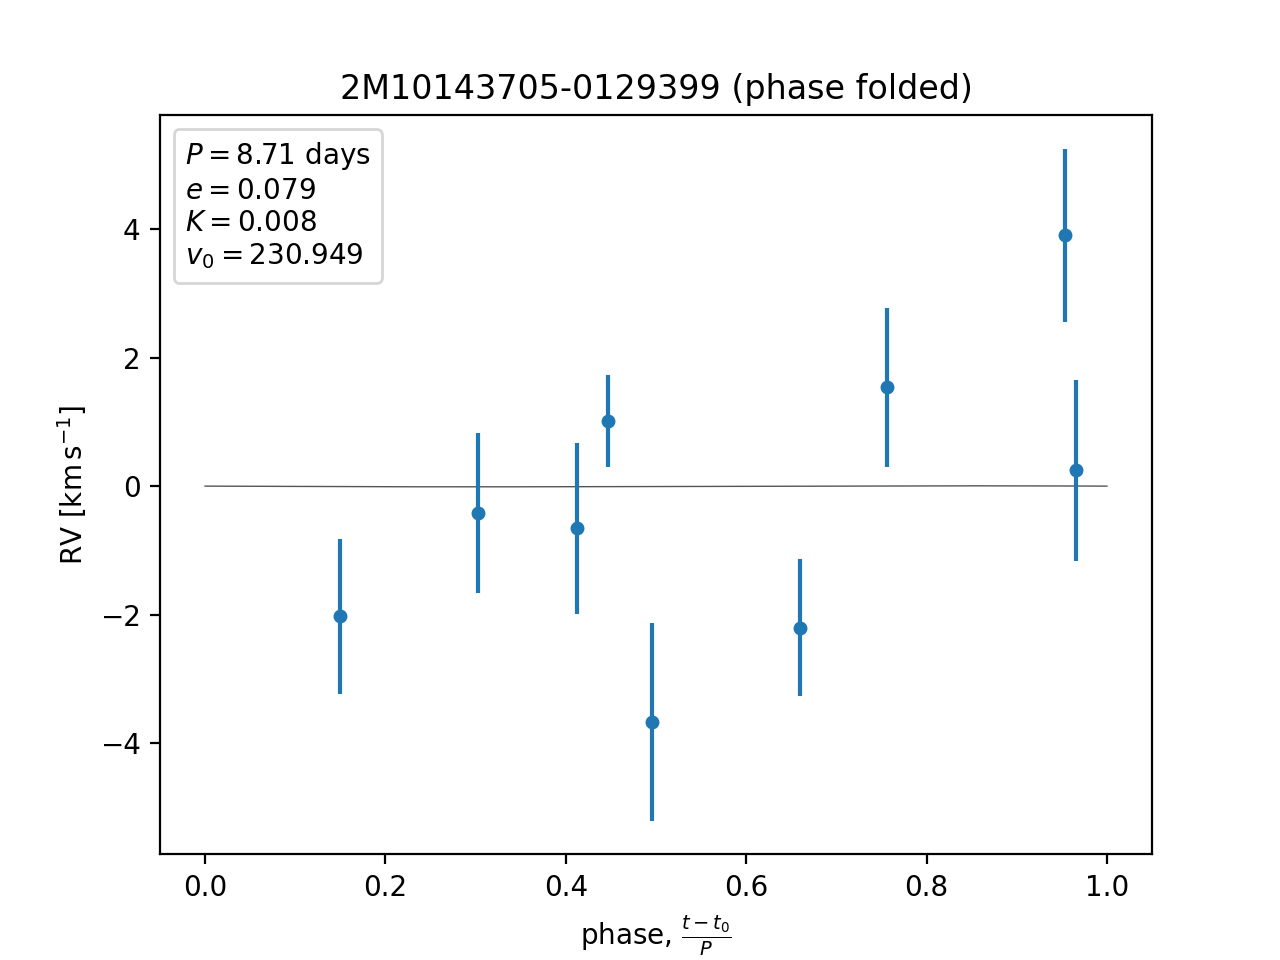 2M10143705-0129399 (phase folded)
P = 8.71 days
e = 0.079
K = 0.008
v₀ = 230.949
RV [km s⁻¹]
4
2
0
−2
−4
0.0 0.2 0.4 0.6 0.8 1.0
phase, (t − t₀)/P